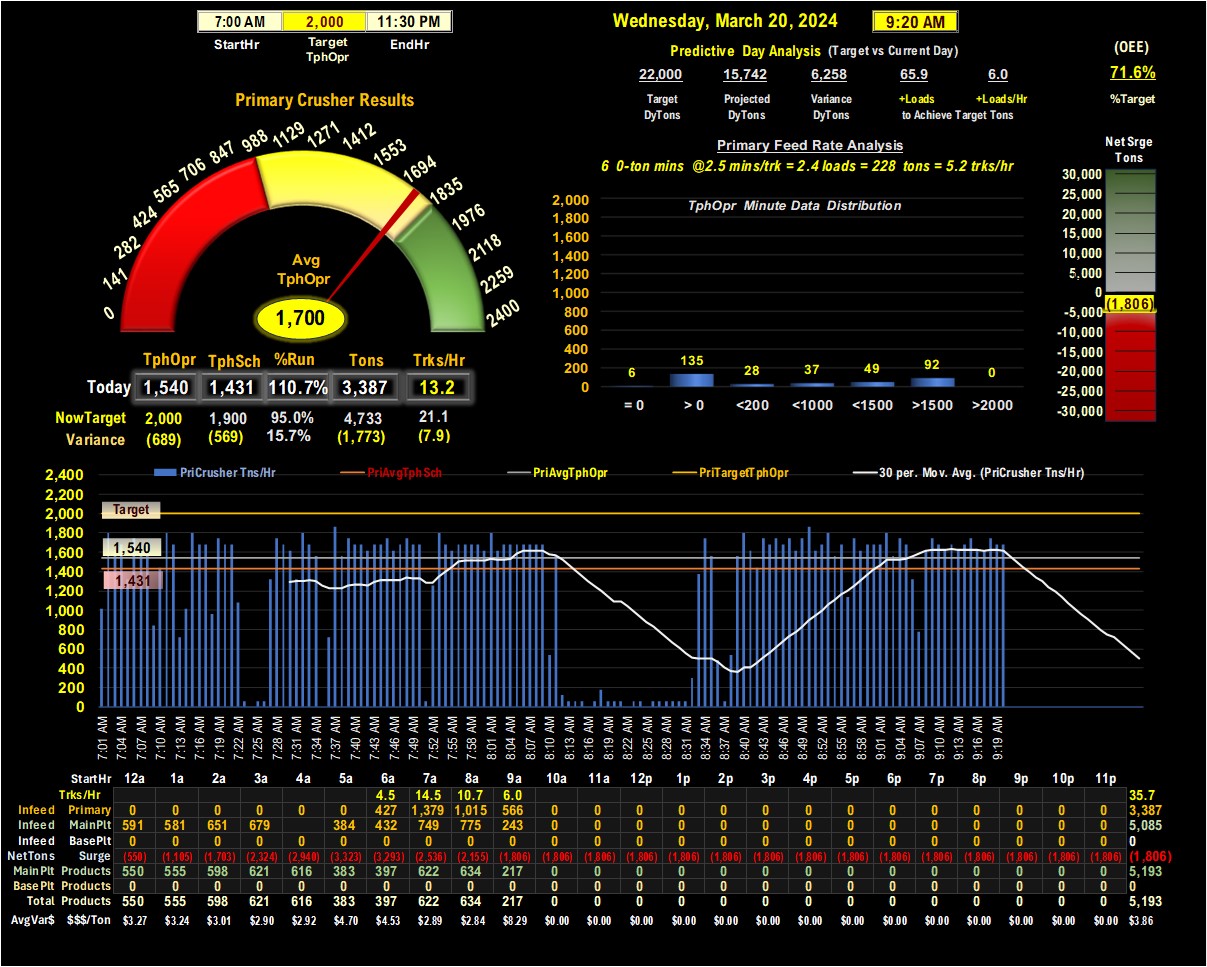 7:00 AM 2,000 11:30 PM
StartHr Target TphOpr EndHr
Wednesday, March 20, 2024 9:20 AM
Predictive Day Analysis (Target vs Current Day)
22,000 15,742 6,258 65.9 6.0
Target Projected Variance +Loads +Loads/Hr
DyTons DyTons DyTons to Achieve Target Tons
(OEE)
71.6%
%Target
Primary Crusher Results
0 141 282 424 565 706 847 988 1129 1271 1412 1553 1694 1835 1976 2118 2259 2400
Avg
TphOpr
1,700
TphOpr TphSch %Run Tons Trks/Hr
Today 1,540 1,431 110.7% 3,387 13.2
NowTarget 2,000 1,900 95.0% 4,733 21.1
Variance (689) (569) 15.7% (1,773) (7.9)
Primary Feed Rate Analysis
6 0-ton mins @2.5 mins/trk = 2.4 loads = 228 tons = 5.2 trks/hr
TphOpr Minute Data Distribution
2,000
1,800
1,600
1,400
1,200
1,000
800
600
400
200
0
6 135 28 37 49 92 0
= 0 > 0 <200 <1000 <1500 >1500 >2000
Net Srge
Tons
30,000
25,000
20,000
15,000
10,000
5,000
0
(1,806)
-5,000
-10,000
-15,000
-20,000
-25,000
-30,000
PriCrusher Tns/Hr PriAvgTphSch PriAvgTphOpr PriTargetTphOpr 30 per. Mov. Avg. (PriCrusher Tns/Hr)
2,400
2,200
2,000
1,800
1,600
1,400
1,200
1,000
800
600
400
200
0
Target
1,540
1,431
7:01 AM 7:04 AM 7:07 AM 7:10 AM 7:13 AM 7:16 AM 7:19 AM 7:22 AM 7:25 AM 7:28 AM 7:31 AM 7:34 AM 7:37 AM 7:40 AM 7:43 AM 7:46 AM 7:49 AM 7:52 AM 7:55 AM 7:58 AM 8:01 AM 8:04 AM 8:07 AM 8:10 AM 8:13 AM 8:16 AM 8:19 AM 8:22 AM 8:25 AM 8:28 AM 8:31 AM 8:34 AM 8:37 AM 8:40 AM 8:43 AM 8:46 AM 8:49 AM 8:52 AM 8:55 AM 8:58 AM 9:01 AM 9:04 AM 9:07 AM 9:10 AM 9:13 AM 9:16 AM 9:19 AM
StartHr 12a 1a 2a 3a 4a 5a 6a 7a 8a 9a 10a 11a 12p 1p 2p 3p 4p 5p 6p 7p 8p 9p 10p 11p
Trks/Hr 4.5 14.5 10.7 6.0 35.7
Infeed Primary 0 0 0 0 0 0 427 1,379 1,015 566 0 0 0 0 0 0 0 0 0 0 0 0 0 0 3,387
Infeed MainPlt 591 581 651 679 384 432 749 775 243 0 0 0 0 0 0 0 0 0 0 0 0 0 0 5,085
Infeed BasePlt 0 0 0 0 0 0 0 0 0 0 0 0 0 0 0 0 0 0 0 0 0 0 0 0 0
NetTons Surge (550) (1,105) (1,703) (2,324) (2,940) (3,323) (3,293) (2,536) (2,155) (1,806) (1,806) (1,806) (1,806) (1,806) (1,806) (1,806) (1,806) (1,806) (1,806) (1,806) (1,806) (1,806) (1,806) (1,806) (1,806)
MainPlt Products 550 555 598 621 616 383 397 622 634 217 0 0 0 0 0 0 0 0 0 0 0 0 0 0 5,193
BasePlt Products 0 0 0 0 0 0 0 0 0 0 0 0 0 0 0 0 0 0 0 0 0 0 0 0 0
Total Products 550 555 598 621 616 383 397 622 634 217 0 0 0 0 0 0 0 0 0 0 0 0 0 0 5,193
AvgVar$ $$$/Ton $3.27 $3.24 $3.01 $2.90 $2.92 $4.70 $4.53 $2.89 $2.84 $8.29 $0.00 $0.00 $0.00 $0.00 $0.00 $0.00 $0.00 $0.00 $0.00 $0.00 $0.00 $0.00 $0.00 $0.00 $3.86